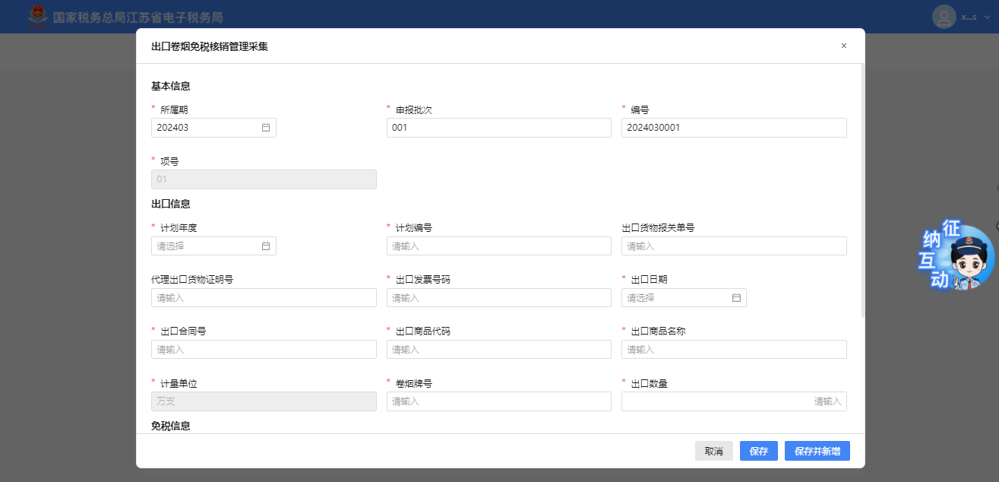 国家税务总局江苏省电子税务局
x...s
出口卷烟免税核销管理采集
×
基本信息
* 所属期 * 申报批次 * 编号
202403 001 2024030001
* 项号
01
出口信息
* 计划年度 * 计划编号 出口货物报关单号
请选择 请输入 请输入
代理出口货物证明号 * 出口发票号码 * 出口日期
请输入 请输入 请选择
* 出口合同号 * 出口商品代码 * 出口商品名称
请输入 请输入 请输入
* 计量单位 * 卷烟牌号 * 出口数量
万支 请输入 请输入
免税信息
取消 保存 保存并新增
征纳互动